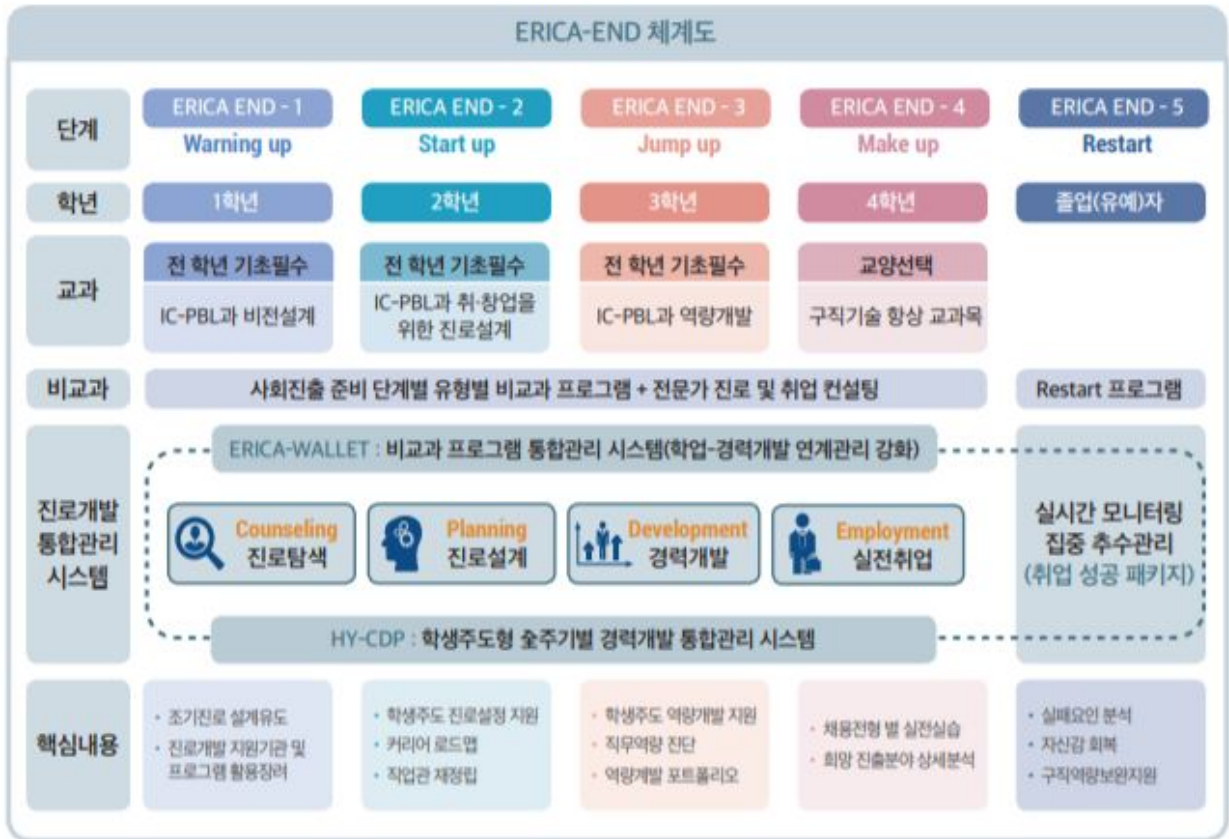 ERICA-END 체계도
단계
ERICA END - 1
Warning up
ERICA END - 2
Start up
ERICA END - 3
Jump up
ERICA END - 4
Make up
ERICA END - 5
Restart
학년
1학년
2학년
3학년
4학년
졸업(유예)자
교과
전 학년 기초필수
IC-PBL과 비전설계
전 학년 기초필수
IC-PBL과 취·창업을
위한 진로설계
전 학년 기초필수
IC-PBL과 역량개발
교양선택
구직기술 항상 교과목
비교과
사회진출 준비 단계별 유형별 비교과 프로그램 + 전문가 진로 및 취업 컨설팅
Restart 프로그램
진로개발
통합관리
시스템
ERICA-WALLET : 비교과 프로그램 통합관리 시스템(학업-경력개발 연계관리 강화)
Counseling
진로탐색
Planning
진로설계
Development
경력개발
Employment
실전취업
HY-CDP : 학생주도형 全주기별 경력개발 통합관리 시스템
실시간 모니터링
집중 추수관리
(취업 성공 패키지)
핵심내용
• 조기진로 설계유도
• 진로개발 지원기관 및
프로그램 활용장려
• 학생주도 진로설정 지원
• 커리어 로드맵
• 직업관 재정립
• 학생주도 역량개발 지원
• 직무역량 진단
• 역량계발 포트폴리오
• 채용전형 별 실전실습
• 희망 진출분야 상세분석
• 실패요인 분석
• 자신감 회복
• 구직역량보완지원